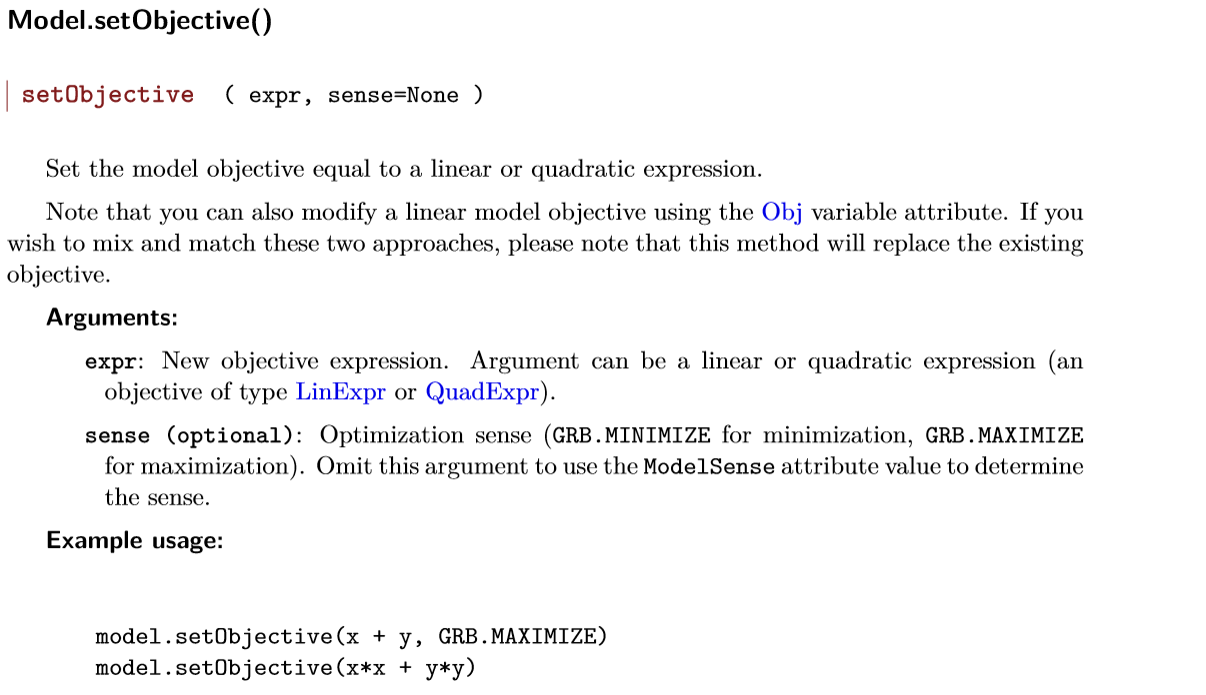 Model.setObjective()
setObjective ( expr, sense=None )
Set the model objective equal to a linear or quadratic expression.
Note that you can also modify a linear model objective using the Obj variable attribute. If you
wish to mix and match these two approaches, please note that this method will replace the existing
objective.
Arguments:
expr: New objective expression. Argument can be a linear or quadratic expression (an
objective of type LinExpr or QuadExpr).
sense (optional): Optimization sense (GRB.MINIMIZE for minimization, GRB.MAXIMIZE
for maximization). Omit this argument to use the ModelSense attribute value to determine
the sense.
Example usage:
model.setObjective(x + y, GRB.MAXIMIZE)
model.setObjective(x*x + y*y)